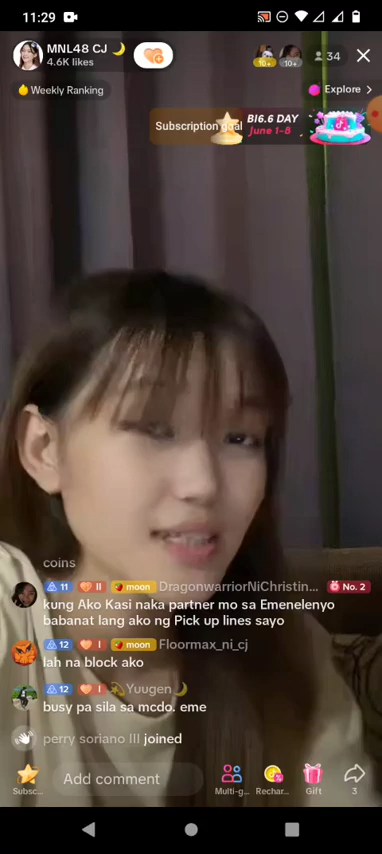 11:29
MNL48 CJ 🌙
4.6K likes
10+
10+
34
Weekly Ranking
Explore >
Subscription goal
BI6.6 DAY
June 1-8
coins
11 II moon DragonwarriorNiChristin... No. 2
kung Ako Kasi naka partner mo sa Emenelenyo
babanat lang ako ng Pick up lines sayo
12 I moon Floormax_ni_cj
lah na block ako
12 I 💫Yuugen🌙
busy pa sila sa mcdo. eme
perry soriano III joined
Add comment
Subsc... Multi-g... Rechar... Gift 3